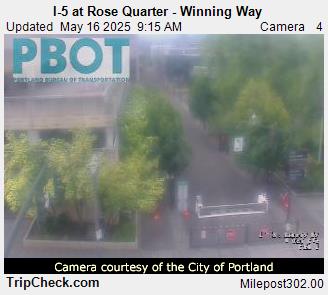 I-5 at Rose Quarter - Winning Way
Updated May 16 2025 9:15 AM Camera 4
PBOT
PORTLAND BUREAU OF TRANSPORTATION
Camera courtesy of the City of Portland
TripCheck.com Milepost302.00